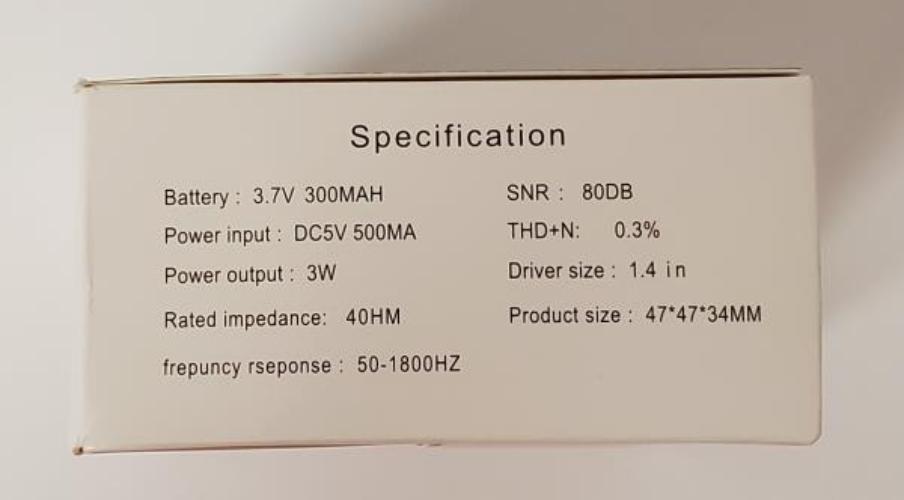 Specification
Battery : 3.7V 300MAH
Power input : DC5V 500MA
Power output : 3W
Rated impedance: 40HM
frepuncy rseponse : 50-1800HZ
SNR : 80DB
THD+N: 0.3%
Driver size : 1.4 in
Product size : 47*47*34MM